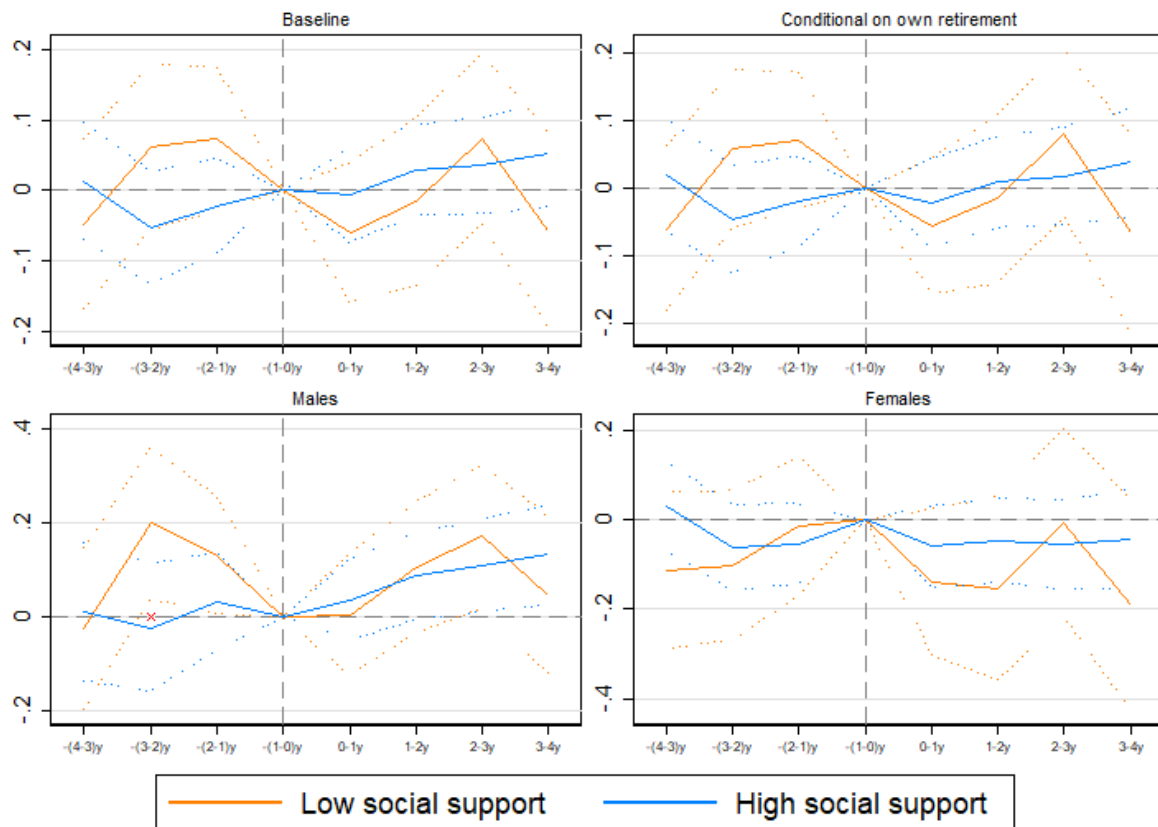 Baseline
.2
.1
0
-.1
-.2
-(4-3)y -(3-2)y -(2-1)y -(1-0)y 0-1y 1-2y 2-3y 3-4y
Conditional on own retirement
.2
.1
0
-.1
-.2
-(4-3)y -(3-2)y -(2-1)y -(1-0)y 0-1y 1-2y 2-3y 3-4y
Males
.4
.2
0
-.2
-(4-3)y -(3-2)y -(2-1)y -(1-0)y 0-1y 1-2y 2-3y 3-4y
Females
.2
0
-.2
-.4
-(4-3)y -(3-2)y -(2-1)y -(1-0)y 0-1y 1-2y 2-3y 3-4y
Low social support
High social support